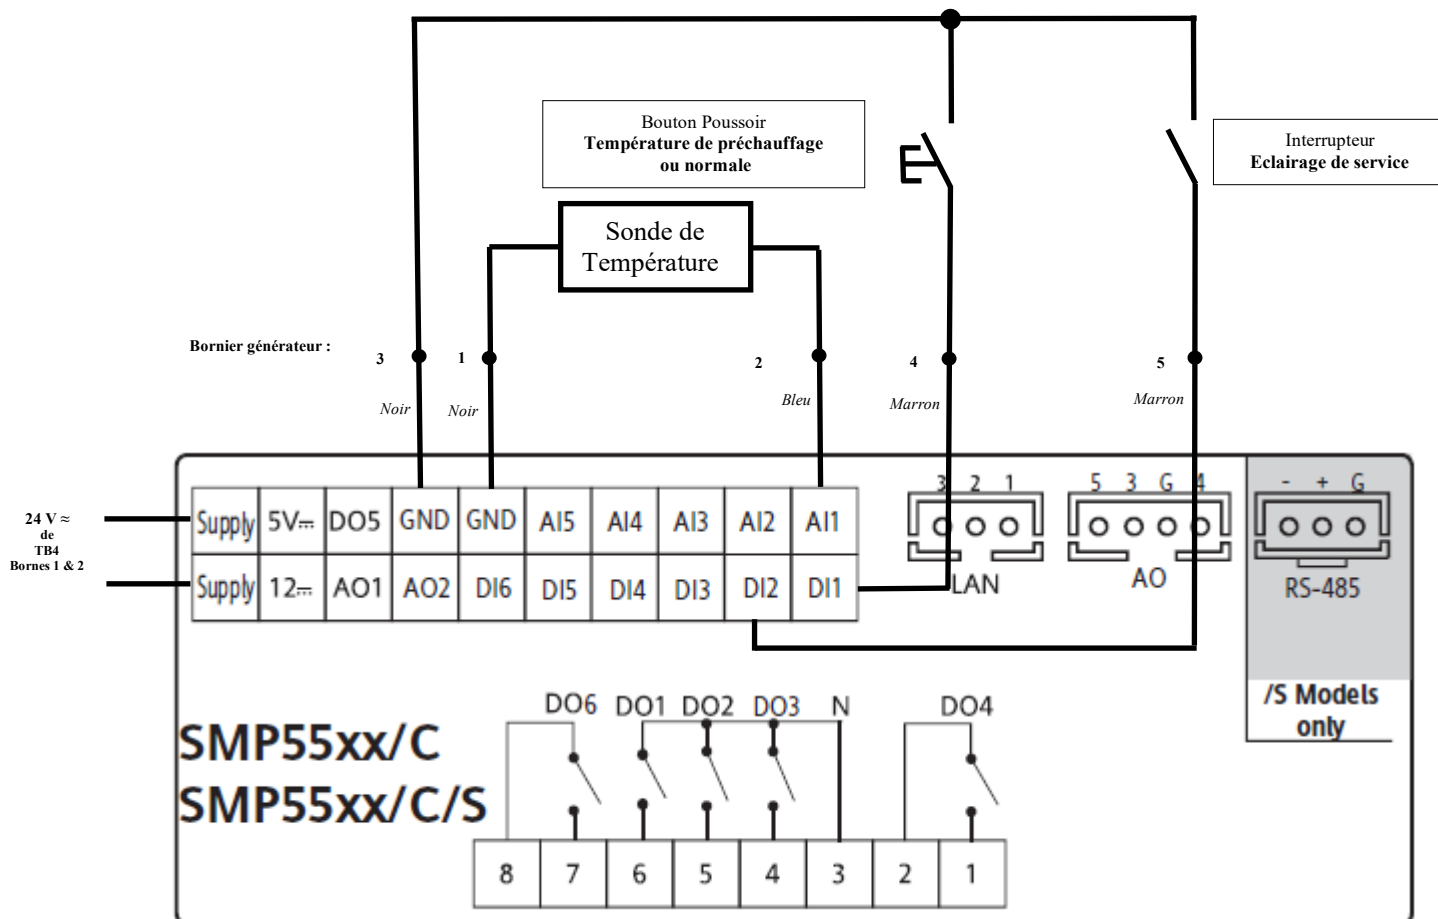 Bouton Poussoir
Température de préchauffage
ou normale
Interrupteur
Eclairage de service
Sonde de
Température
Bornier générateur :
3
1
2
4
5
Noir
Noir
Bleu
Marron
Marron
24 V ≈
de
TB4
Bornes 1 & 2
Supply 5V⎓ DO5 GND GND AI5 AI4 AI3 AI2 AI1
Supply 12⎓ AO1 AO2 DI6 DI5 DI4 DI3 DI2 DI1
3 2 1
LAN
5 3 G 4
AO
- + G
RS-485
/S Models
only
SMP55xx/C
SMP55xx/C/S
DO6 DO1 DO2 DO3 N DO4
8 7 6 5 4 3 2 1